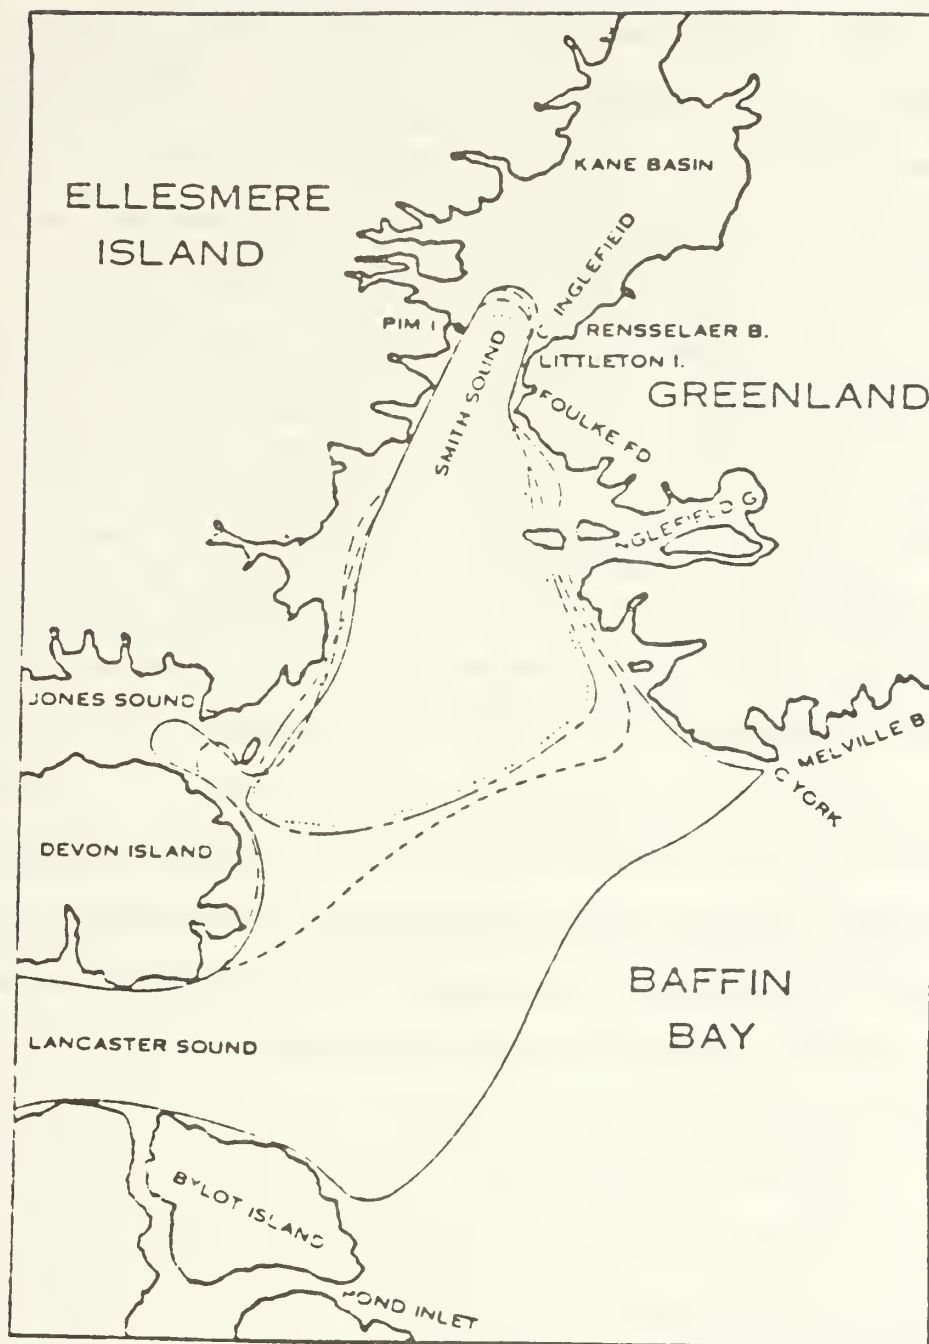 KANE BASIN
ELLESMERE
ISLAND
C INGLEFIELD
PIM I
RENSSELAER B.
LITTLETON I.
SMITH SOUND
GREENLAND
FOULKE FD
NGLEFIELD G
JONES SOUND
MELVILLE B
C YORK
DEVON ISLAND
BAFFIN
BAY
LANCASTER SOUND
BYLOT ISLAND
POND INLET